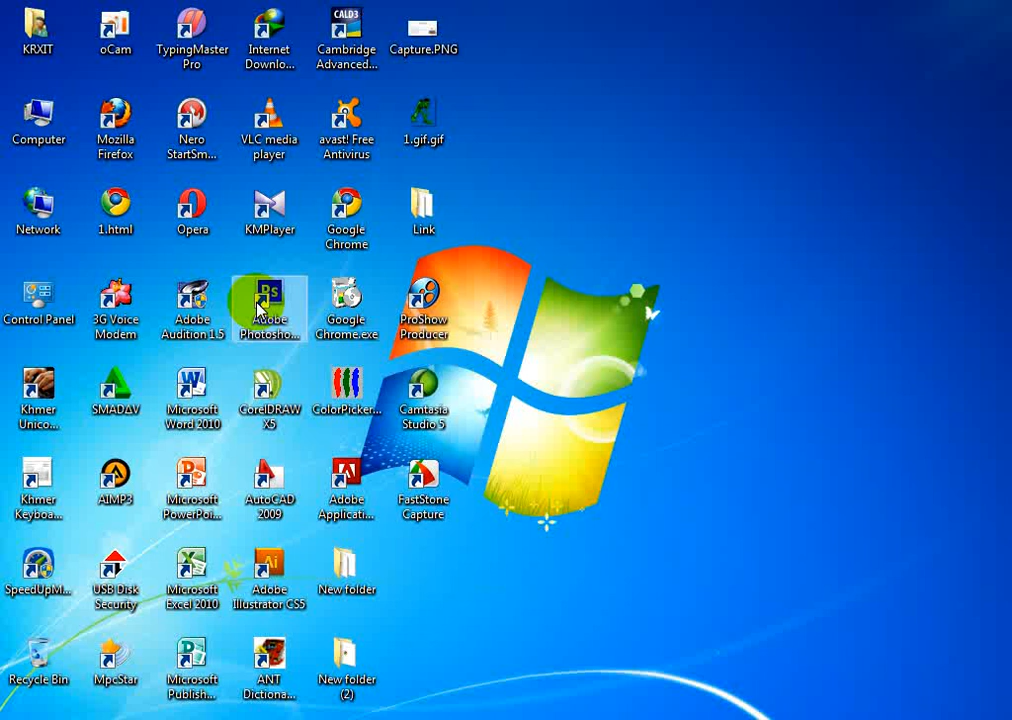 CALD3
KRXIT
oCam
TypingMaster
Pro
Internet
Downlo...
Cambridge
Advanced...
Capture.PNG
Computer
Mozilla
Firefox
Nero
StartSm...
VLC media
player
avast! Free
Antivirus
1.gif.gif
Network
1.html
Opera
KMPlayer
Google
Chrome
Link
Ps
Control Panel
3G Voice
Modem
Adobe
Audition 1.5
Adobe
Photosho...
Google
Chrome.exe
ProShow
Producer
Khmer
Unico...
SMADΔV
Microsoft
Word 2010
CorelDRAW
X5
ColorPicker...
Camtasia
Studio 5
Khmer
Keyboa...
AIMP3
Microsoft
PowerPoi...
AutoCAD
2009
Adobe
Applicati...
FastStone
Capture
Ai
SpeedUpM...
USB Disk
Security
Microsoft
Excel 2010
Adobe
Illustrator CS5
New folder
Recycle Bin
MpcStar
Microsoft
Publish...
ANT
Dictiona...
New folder
(2)